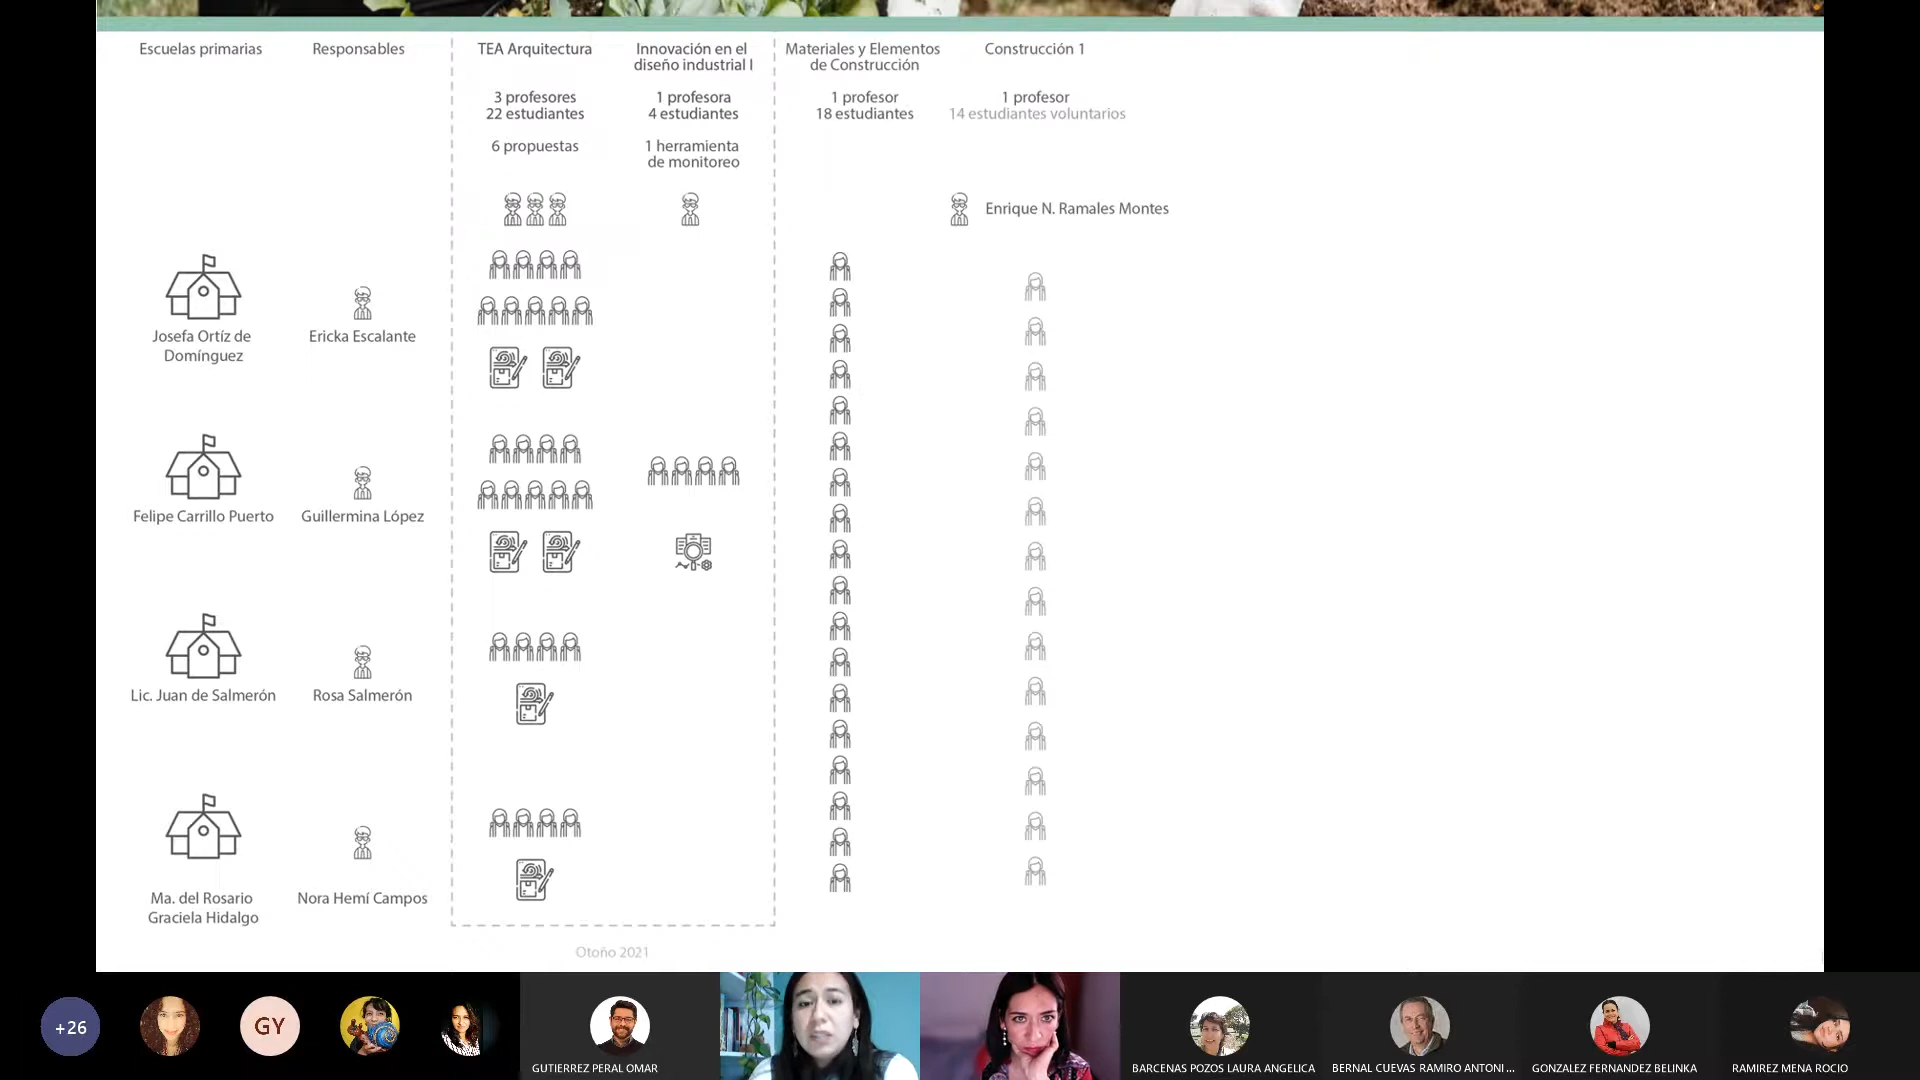 Escuelas primarias
Responsables
TEA Arquitectura
Innovación en el
diseño industrial I
Materiales y Elementos
de Construcción
Construcción 1
3 profesores
22 estudiantes
1 profesora
4 estudiantes
1 profesor
18 estudiantes
1 profesor
14 estudiantes voluntarios
6 propuestas
1 herramienta
de monitoreo
Enrique N. Ramales Montes
Josefa Ortíz de
Domínguez
Ericka Escalante
Felipe Carrillo Puerto
Guillermina López
Lic. Juan de Salmerón
Rosa Salmerón
Ma. del Rosario
Graciela Hidalgo
Nora Hemí Campos
Otoño 2021
+26
GY
GUTIERREZ PERAL OMAR
BARCENAS POZOS LAURA ANGELICA
BERNAL CUEVAS RAMIRO ANTONI ...
GONZALEZ FERNANDEZ BELINKA
RAMIREZ MENA ROCIO